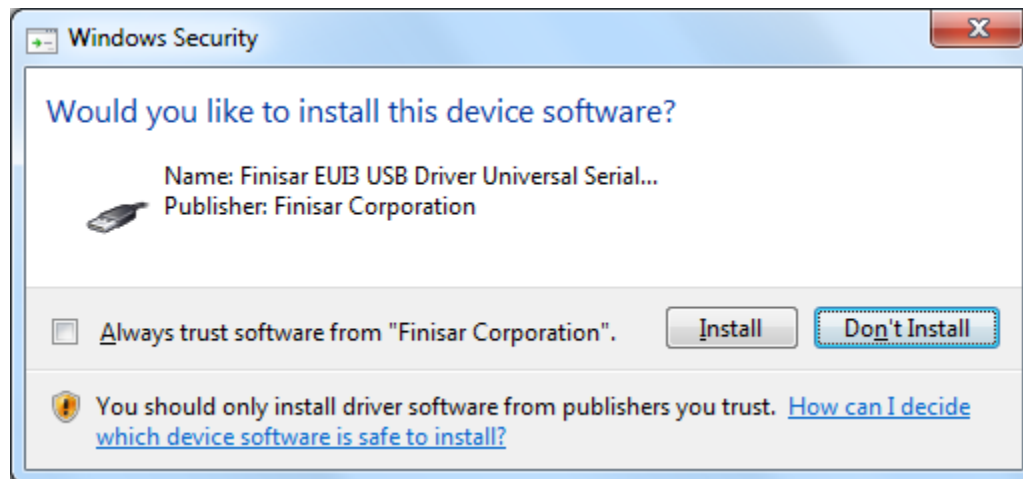 Windows Security
Would you like to install this device software?
Name: Finisar EUI3 USB Driver Universal Serial...
Publisher: Finisar Corporation
Always trust software from "Finisar Corporation".
Install
Don't Install
You should only install driver software from publishers you trust. How can I decide
which device software is safe to install?